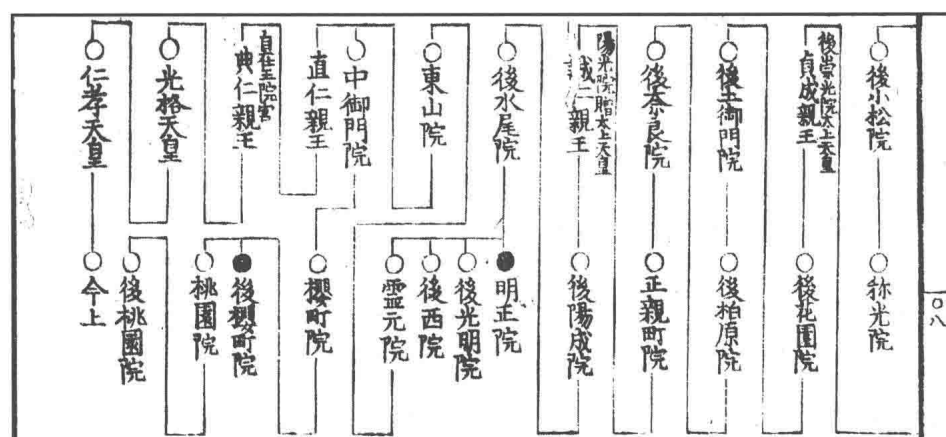 後小松院
称光院
後崇光院太上天皇
貞成親王
後花園院
後土御門院
後柏原院
後奈良院
正親町院
陽光院贈太上天皇
誠仁親王
後陽成院
後水尾院
明正院
後光明院
後西院
霊元院
東山院
中御門院
櫻町院
直仁親王
後櫻町院
桃園院
自在王院宮
典仁親王
後桃園院
光格天皇
仁孝天皇
今上
〇八